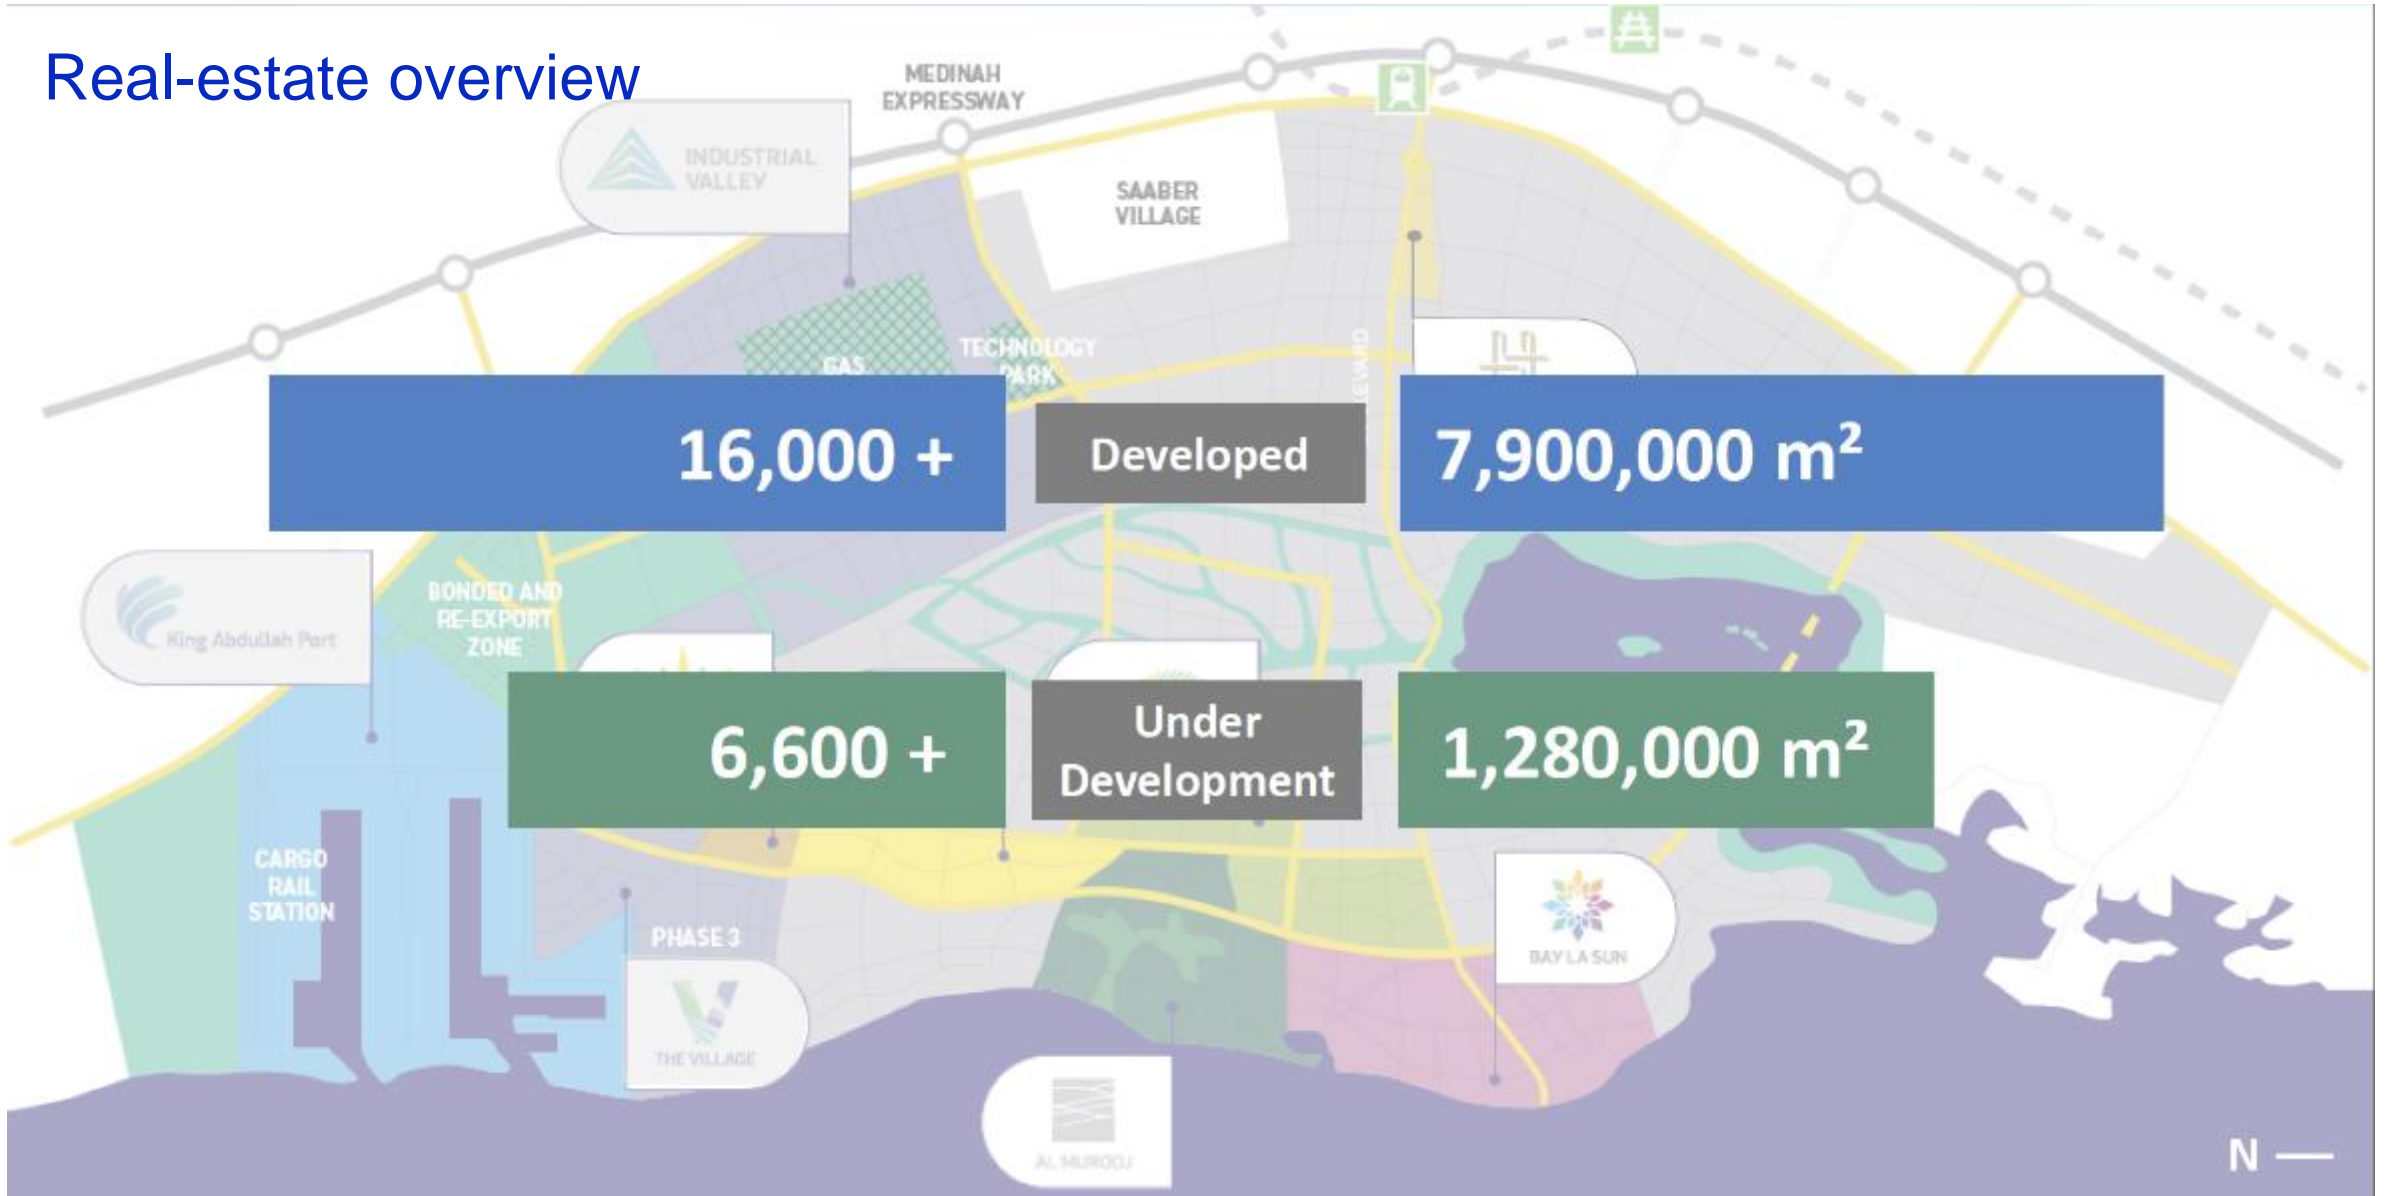 Real-estate overview
MEDINAH
EXPRESSWAY
INDUSTRIAL
VALLEY
SAABER
VILLAGE
TECHNOLOGY
PARK
GAS
16,000 +
Developed
7,900,000 m²
BONDED AND
RE-EXPORT
ZONE
King Abdullah Port
6,600 +
Under
Development
1,280,000 m²
CARGO
RAIL
STATION
PHASE 3
THE VILLAGE
BAY LA SUN
AL MUROOJ
N